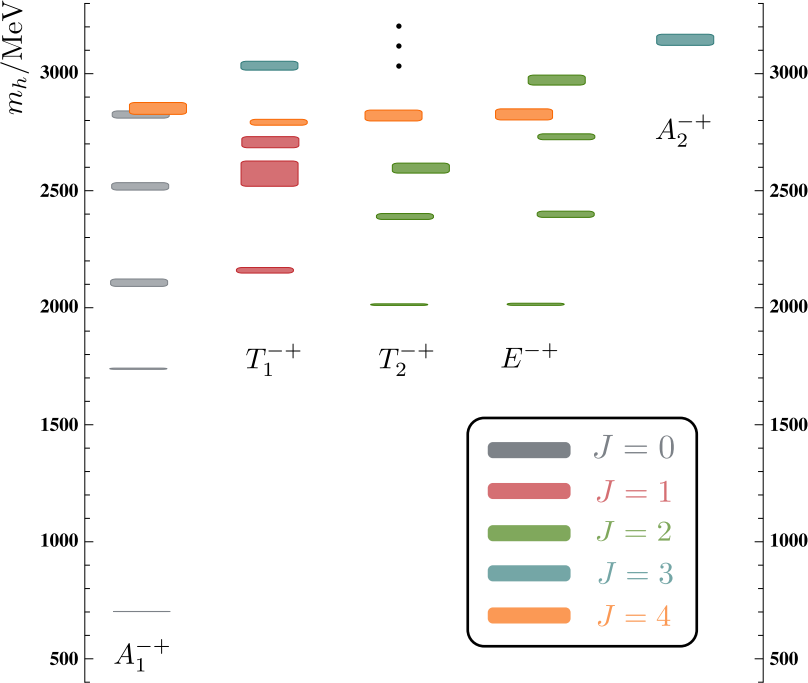 m_h/MeV
3000 3000
A_2^{-+}
2500 2500
2000 2000
T_1^{-+} T_2^{-+} E^{-+}
1500 1500
J = 0
J = 1
1000 J = 2 1000
J = 3
J = 4
A_1^{-+}
500 500